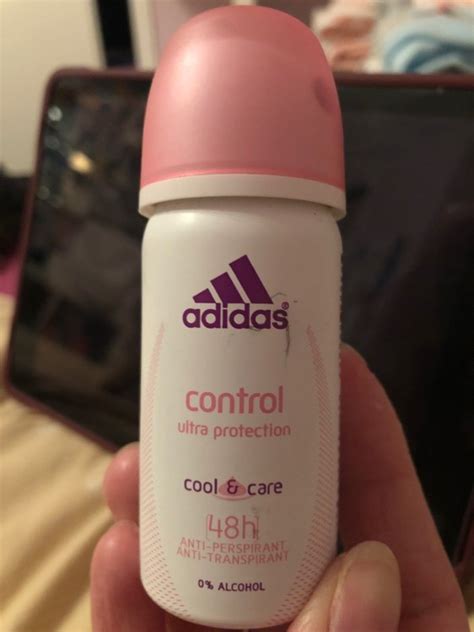 adidas®
control
ultra protection
cool & care
48h
ANTI-PERSPIRANT
ANTI-TRANSPIRANT
0% ALCOHOL